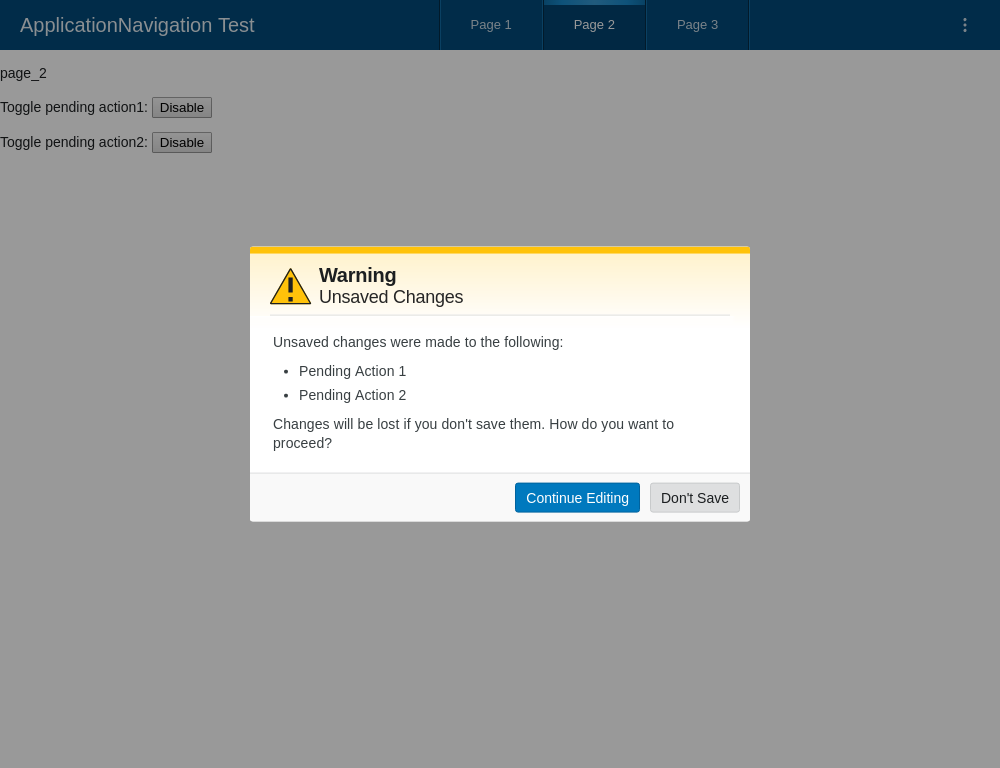 ApplicationNavigation Test
Page 1
Page 2
Page 3
page_2
Toggle pending action1: Disable
Toggle pending action2: Disable
Warning
Unsaved Changes
Unsaved changes were made to the following:
• Pending Action 1
• Pending Action 2
Changes will be lost if you don't save them. How do you want to
proceed?
Continue Editing
Don't Save